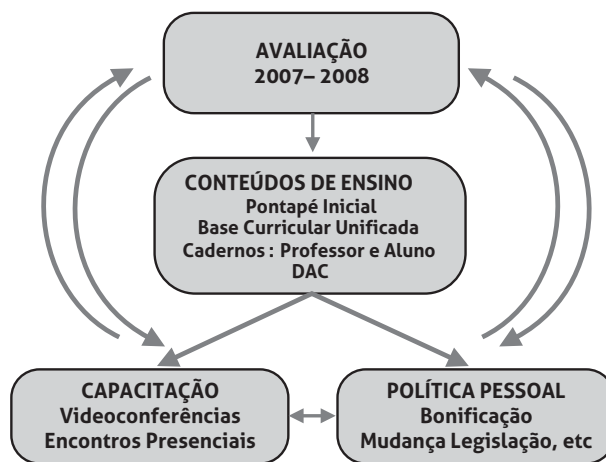 AVALIAÇÃO
2007– 2008
CONTEÚDOS DE ENSINO
Pontapé Inicial
Base Curricular Unificada
Cadernos : Professor e Aluno
DAC
CAPACITAÇÃO
Videoconferências
Encontros Presenciais
POLÍTICA PESSOAL
Bonificação
Mudança Legislação, etc